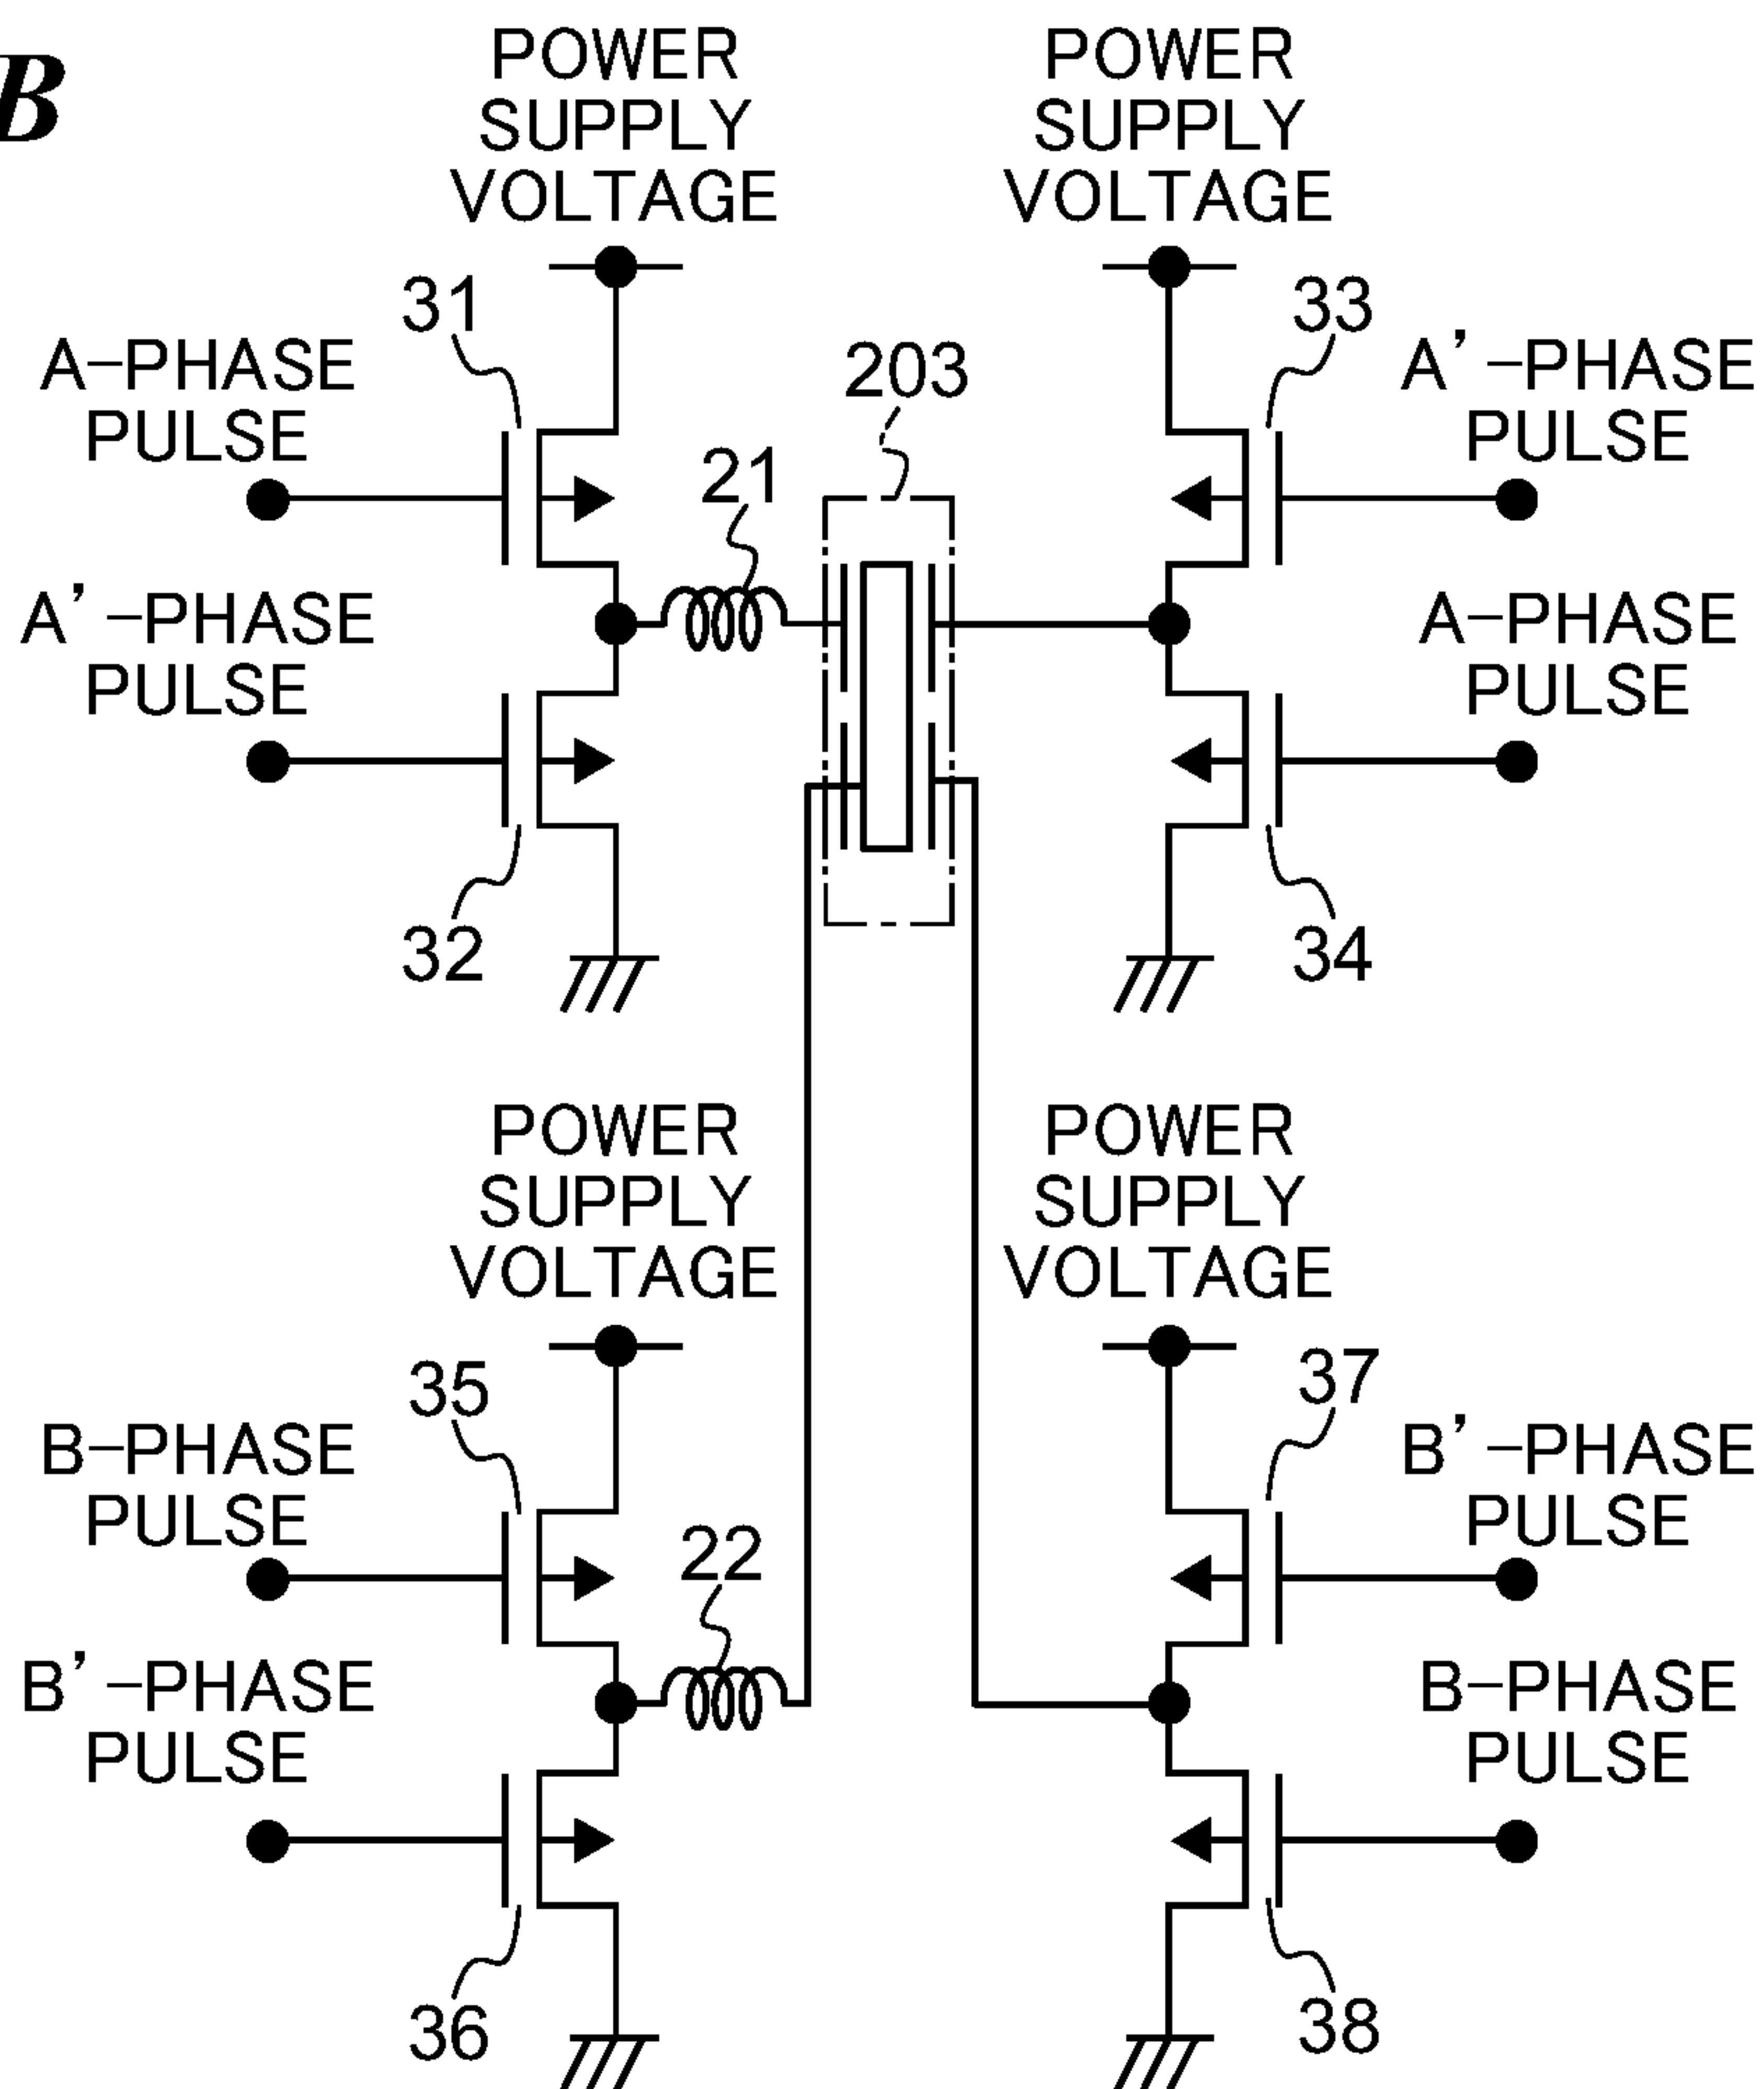 B
POWER
SUPPLY
VOLTAGE
POWER
SUPPLY
VOLTAGE
31
33
203
A-PHASE
PULSE
A'-PHASE
PULSE
21
A'-PHASE
PULSE
A-PHASE
PULSE
32
34
POWER
SUPPLY
VOLTAGE
POWER
SUPPLY
VOLTAGE
35
37
B-PHASE
PULSE
B'-PHASE
PULSE
22
B'-PHASE
PULSE
B-PHASE
PULSE
36
38